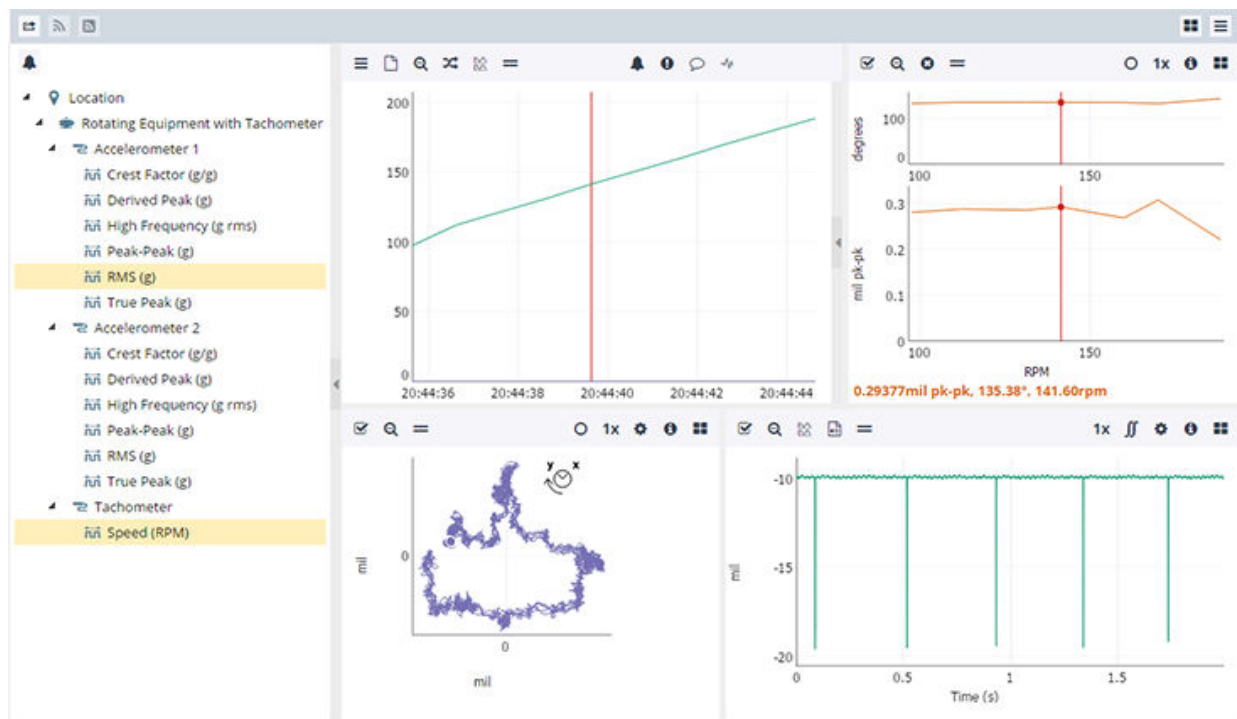 Location
Rotating Equipment with Tachometer
Accelerometer 1
Crest Factor (g/g)
Derived Peak (g)
High Frequency (g rms)
Peak-Peak (g)
RMS (g)
True Peak (g)
Accelerometer 2
Crest Factor (g/g)
Derived Peak (g)
High Frequency (g rms)
Peak-Peak (g)
RMS (g)
True Peak (g)
Tachometer
Speed (RPM)
200
150
100
50
0
20:44:36 20:44:38 20:44:40 20:44:42 20:44:44
1x
degrees
100
0
100 150
mil pk-pk
0.3
0.2
0.1
0
100 150
RPM
0.29377mil pk-pk, 135.38°, 141.60rpm
1x
y x
mil
0
0
mil
1x
mil
-10
-15
-20
0 0.5 1 1.5
Time (s)